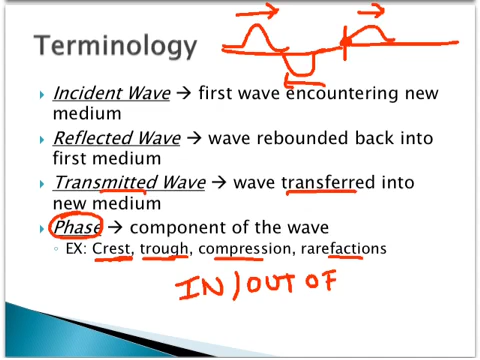 Terminology
Incident Wave → first wave encountering new
medium
Reflected Wave → wave rebounded back into
first medium
Transmitted Wave → wave transferred into
new medium
Phase → component of the wave
EX: Crest, trough, compression, rarefactions
IN/OUT OF